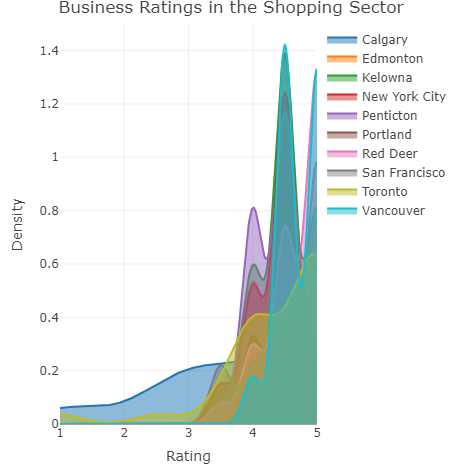 Business Ratings in the Shopping Sector
1.4
1.2
1
0.8
0.6
0.4
0.2
0
Density
1
2
3
4
5
Rating
Calgary
Edmonton
Kelowna
New York City
Penticton
Portland
Red Deer
San Francisco
Toronto
Vancouver